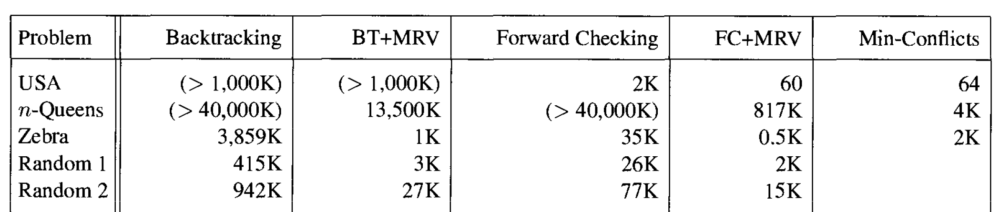 Problem Backtracking BT+MRV Forward Checking FC+MRV Min-Conflicts
USA (> 1,000K) (> 1,000K) 2K 60 64
n-Queens (> 40,000K) 13,500K (> 40,000K) 817K 4K
Zebra 3,859K 1K 35K 0.5K 2K
Random 1 415K 3K 26K 2K
Random 2 942K 27K 77K 15K